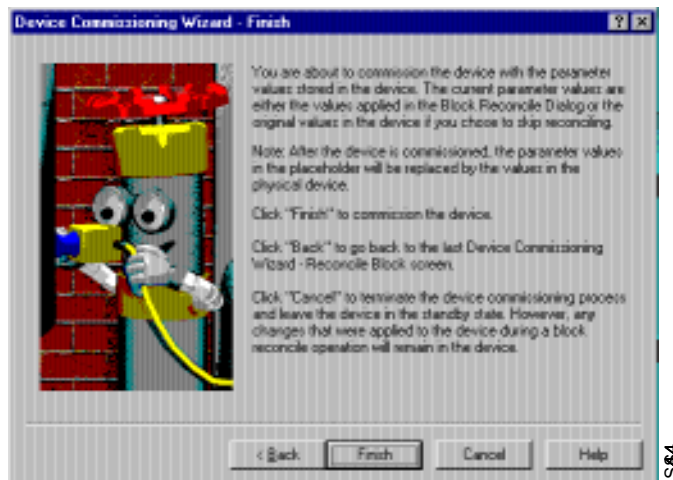 Device Commissioning Wizard - Finish
You are about to commission the device with the parameter
values stored in the device. The current parameter values are
either the values applied in the Block Reconcile Dialog or the
original values in the device if you chose to skip reconciling.
Note: After the device is commissioned, the parameter values
in the placeholder will be replaced by the values in the
physical device.
Click "Finish" to commission the device.
Click "Back" to go back to the last Device Commissioning
Wizard - Reconcile Block screen.
Click "Cancel" to terminate the device commissioning process
and leave the device in the standby state. However, any
changes that were applied to the device during a block
reconcile operation will remain in the device.
< Back Finish Cancel Help